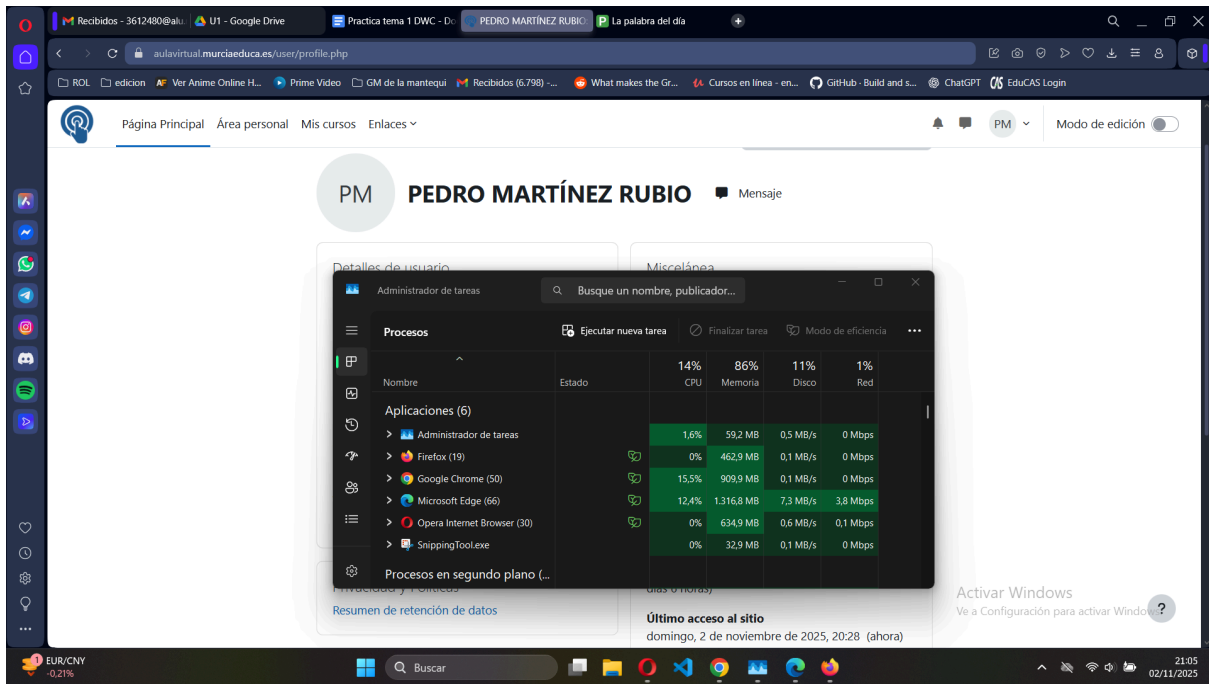 Recibidos - 3612480@alu. U1 - Google Drive Practica tema 1 DWC - Do PEDRO MARTÍNEZ RUBIO: La palabra del día
aulavirtual.murciaeduca.es/user/profile.php
ROL edicion Ver Anime Online H... Prime Video GM de la mantequi Recibidos (6.798) -... What makes the Gr... Cursos en línea - en... GitHub - Build and s... ChatGPT EduCAS Login
Página Principal Área personal Mis cursos Enlaces PM Modo de edición
PM PEDRO MARTÍNEZ RUBIO Mensaje
Detalles de usuario Miscelánea
Administrador de tareas Busque un nombre, publicador...
Procesos Ejecutar nueva tarea Finalizar tarea Modo de eficiencia
14% 86% 11% 1%
Nombre Estado CPU Memoria Disco Red
Aplicaciones (6)
Administrador de tareas 1,6% 59,2 MB 0,5 MB/s 0 Mbps
Firefox (19) 0% 462,9 MB 0,1 MB/s 0 Mbps
Google Chrome (50) 15,5% 909,9 MB 0,1 MB/s 0 Mbps
Microsoft Edge (66) 12,4% 1.316,8 MB 7,3 MB/s 3,8 Mbps
Opera Internet Browser (30) 0% 634,9 MB 0,6 MB/s 0,1 Mbps
SnippingTool.exe 0% 32,9 MB 0,1 MB/s 0 Mbps
Procesos en segundo plano (...
Privacidad y Políticas días 0 horas)
Resumen de retención de datos
Último acceso al sitio
domingo, 2 de noviembre de 2025, 20:28 (ahora)
Activar Windows
Ve a Configuración para activar Windows
?
1 EUR/CNY
-0,21%
Buscar
21:05
02/11/2025